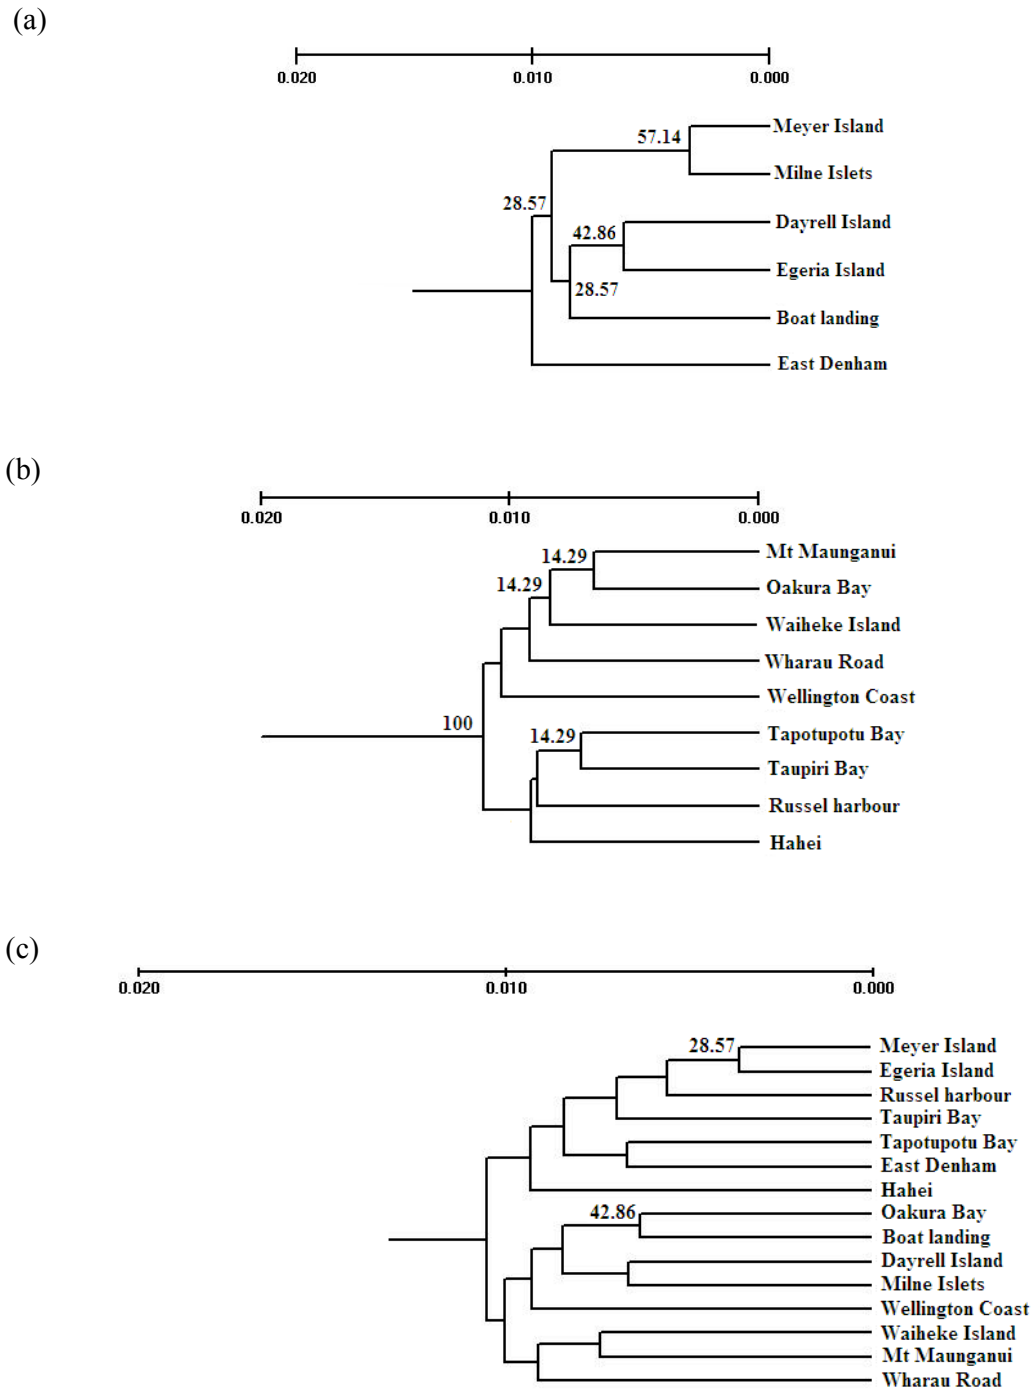 (a)
0.020 0.010 0.000
Meyer Island
57.14
Milne Islets
28.57
Dayrell Island
42.86
Egeria Island
28.57
Boat landing
East Denham
(b)
0.020 0.010 0.000
Mt Maunganui
14.29
14.29
Oakura Bay
Waiheke Island
Wharau Road
Wellington Coast
100
Tapotupotu Bay
14.29
Taupiri Bay
Russel harbour
Hahei
(c)
0.020 0.010 0.000
28.57
Meyer Island
Egeria Island
Russel harbour
Taupiri Bay
Tapotupotu Bay
East Denham
Hahei
42.86
Oakura Bay
Boat landing
Dayrell Island
Milne Islets
Wellington Coast
Waiheke Island
Mt Maunganui
Wharau Road